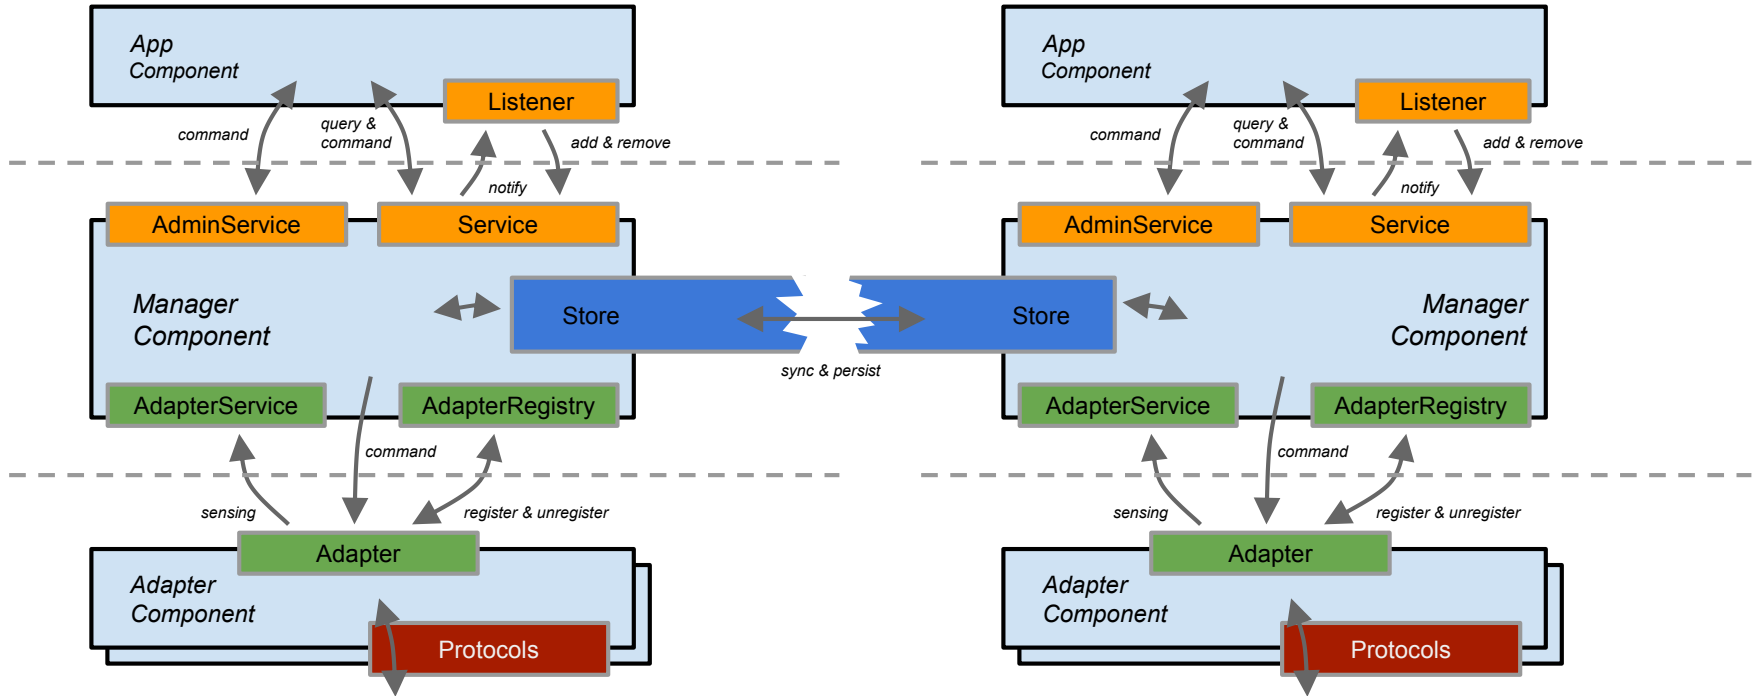 App
Component
Listener
command
query &
command
add & remove
notify
AdminService
Service
Manager
Component
Store
AdapterService
AdapterRegistry
command
sensing
register & unregister
Adapter
Adapter
Component
Protocols
sync & persist
App
Component
Listener
command
query &
command
add & remove
notify
AdminService
Service
Store
Manager
Component
AdapterService
AdapterRegistry
command
sensing
register & unregister
Adapter
Adapter
Component
Protocols